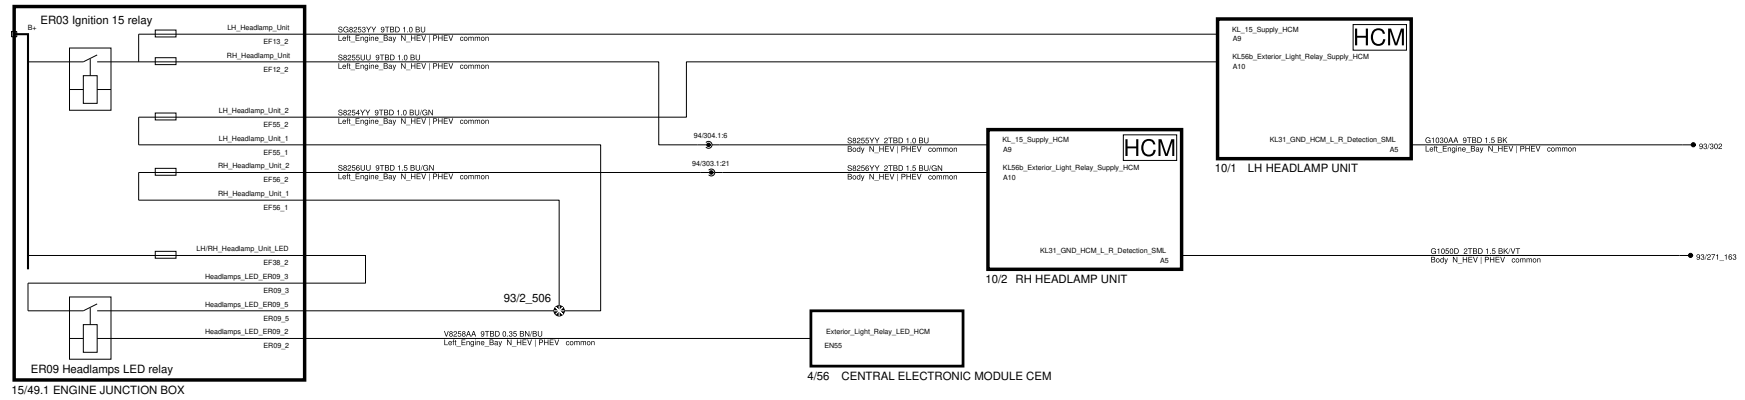 ER03 Ignition 15 relay
B+
LH_Headlamp_Unit
EF13_2
RH_Headlamp_Unit
EF12_2
LH_Headlamp_Unit_2
EF55_2
LH_Headlamp_Unit_1
EF55_1
RH_Headlamp_Unit_2
EF56_2
RH_Headlamp_Unit_1
EF56_1
LH/RH_Headlamp_Unit_LED
EF38_2
Headlamps_LED_ER09_3
ER09_3
Headlamps_LED_ER09_5
ER09_5
Headlamps_LED_ER09_2
ER09_2
ER09 Headlamps LED relay
15/49.1 ENGINE JUNCTION BOX
SG8253YY 9TBD 1.0 BU
Left_Engine_Bay N_HEV | PHEV common
S8255UU 9TBD 1.0 BU
Left_Engine_Bay N_HEV | PHEV common
S8254YY 9TBD 1.0 BU/GN
Left_Engine_Bay N_HEV | PHEV common
S8256UU 9TBD 1.5 BU/GN
Left_Engine_Bay N_HEV | PHEV common
93/2_506
V8258AA 9TBD 0.35 BN/BU
Left_Engine_Bay N_HEV | PHEV common
94/304.1:6
94/303.1:21
S8255YY 2TBD 1.0 BU
Body N_HEV | PHEV common
S8256YY 2TBD 1.5 BU/GN
Body N_HEV | PHEV common
Exterior_Light_Relay_LED_HCM
EN55
4/56 CENTRAL ELECTRONIC MODULE CEM
KL_15_Supply_HCM
A9
HCM
KL56b_Exterior_Light_Relay_Supply_HCM
A10
KL31_GND_HCM_L_R_Detection_SML
A5
10/2 RH HEADLAMP UNIT
KL_15_Supply_HCM
A9
HCM
KL56b_Exterior_Light_Relay_Supply_HCM
A10
KL31_GND_HCM_L_R_Detection_SML
A5
10/1 LH HEADLAMP UNIT
G1030AA 9TBD 1.5 BK
Left_Engine_Bay N_HEV | PHEV common
93/302
G1050D 2TBD 1.5 BK/VT
Body N_HEV | PHEV common
93/271_163